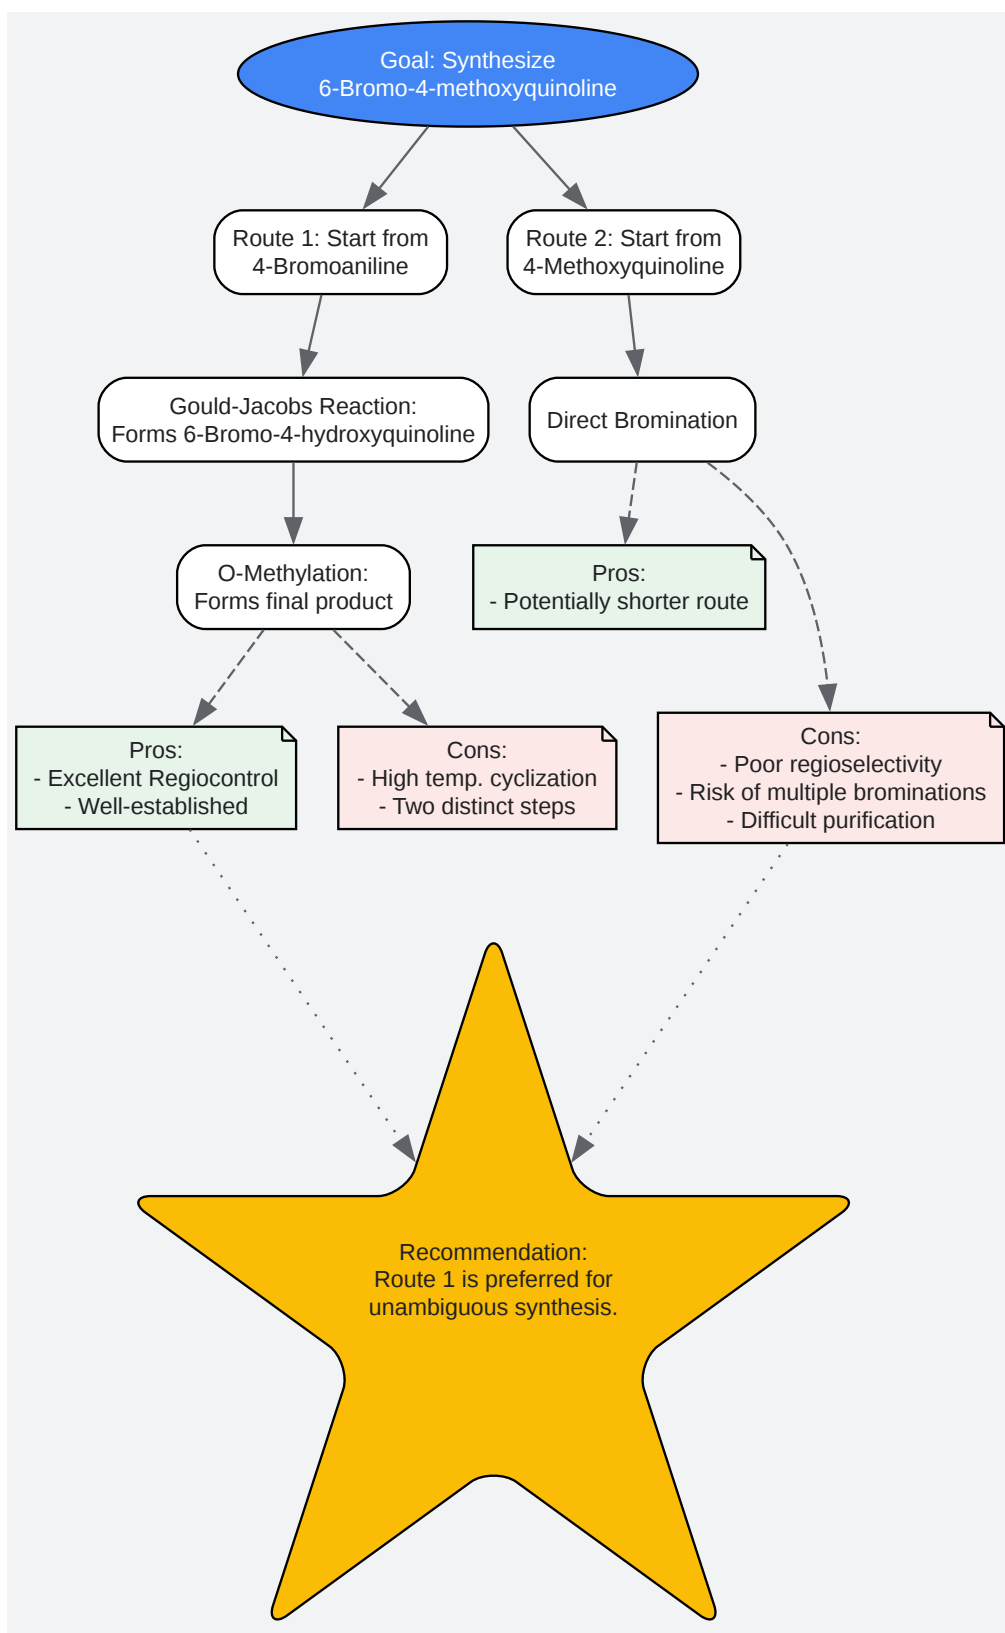 Goal: Synthesize
6-Bromo-4-methoxyquinoline
Route 1: Start from
4-Bromoaniline
Route 2: Start from
4-Methoxyquinoline
Gould-Jacobs Reaction:
Forms 6-Bromo-4-hydroxyquinoline
Direct Bromination
O-Methylation:
Forms final product
Pros:
- Potentially shorter route
Pros:
- Excellent Regiocontrol
- Well-established
Cons:
- High temp. cyclization
- Two distinct steps
Cons:
- Poor regioselectivity
- Risk of multiple brominations
- Difficult purification
Recommendation:
Route 1 is preferred for
unambiguous synthesis.